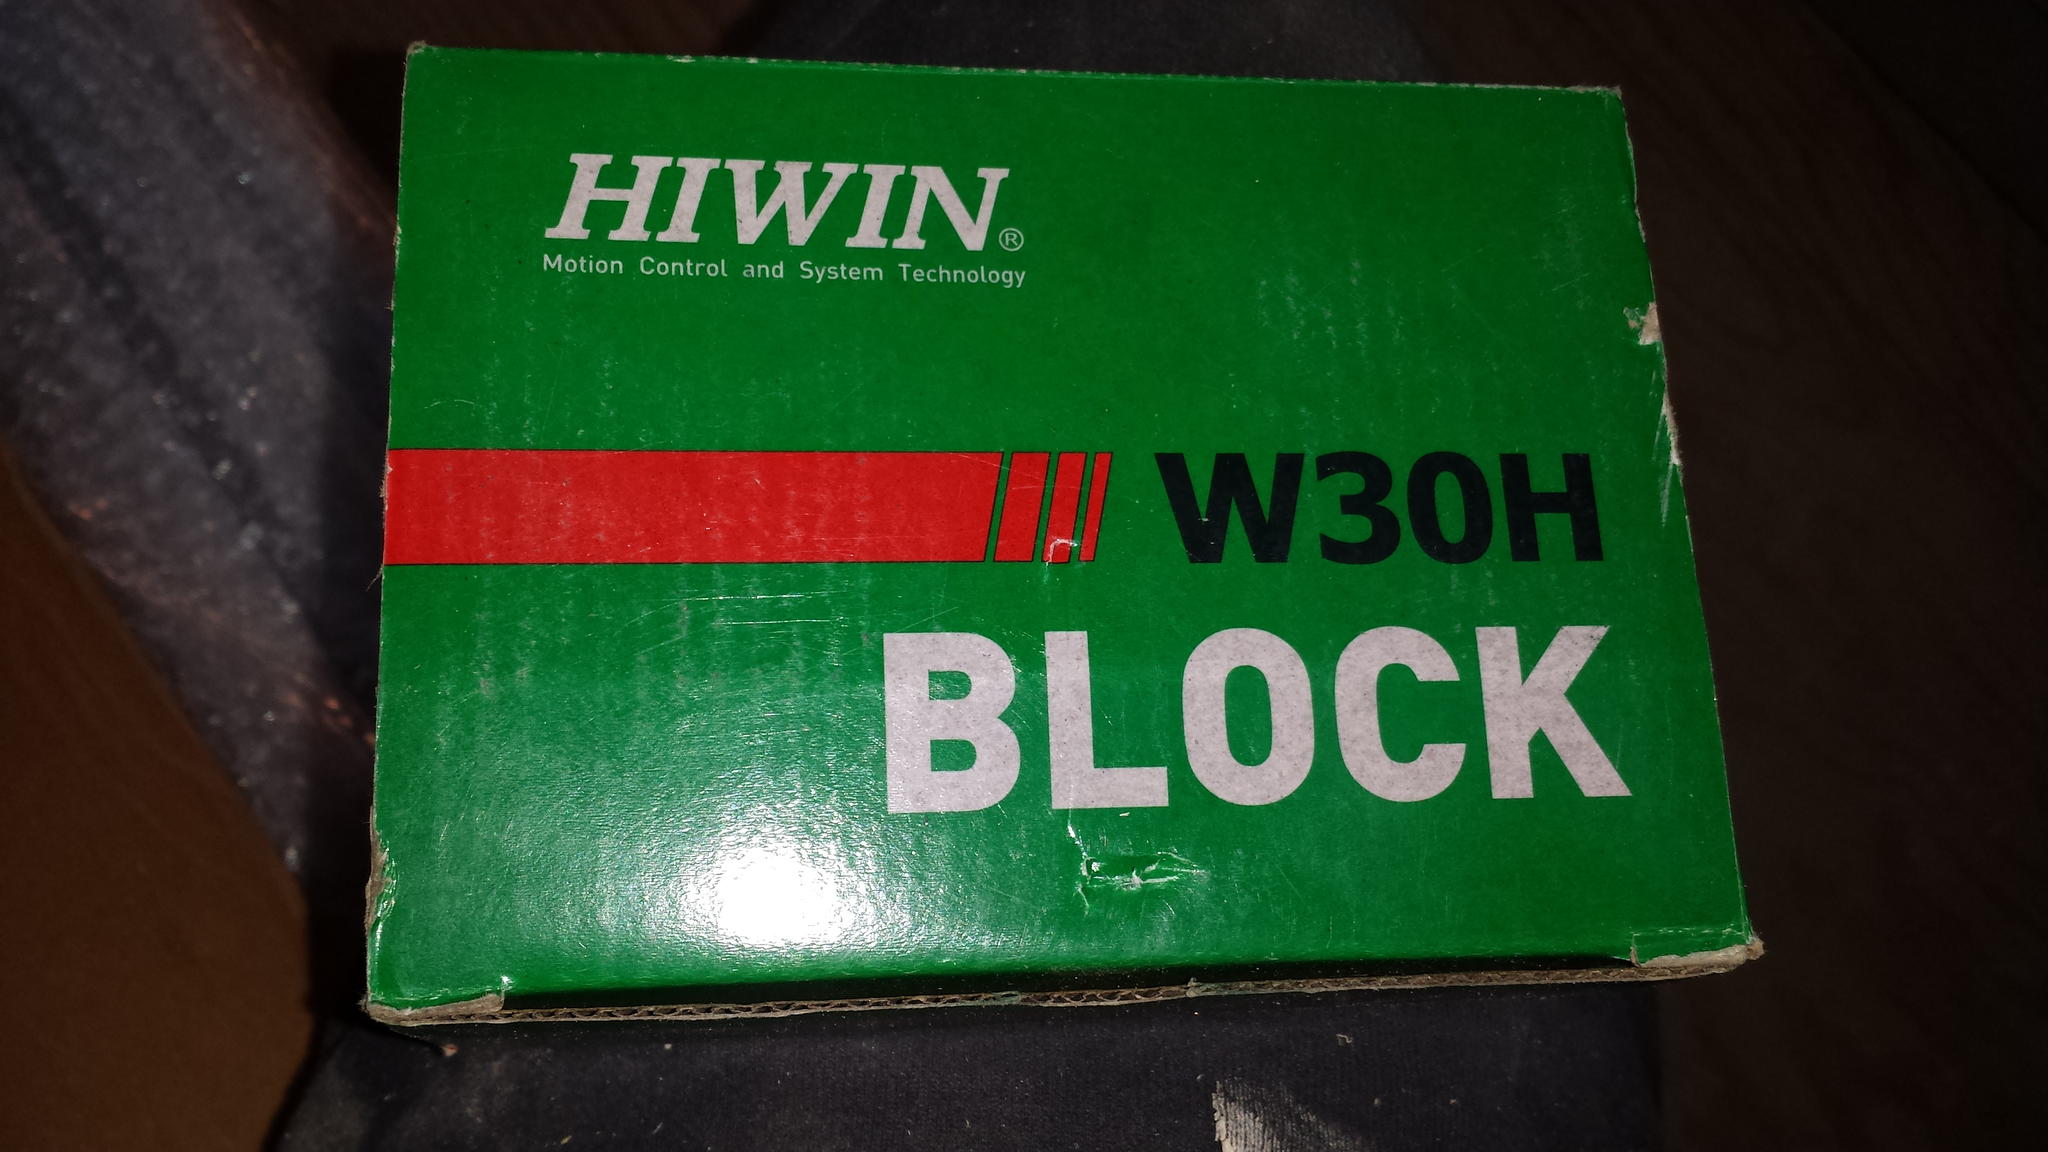 HIWIN®
Motion Control and System Technology
W30H
BLOCK